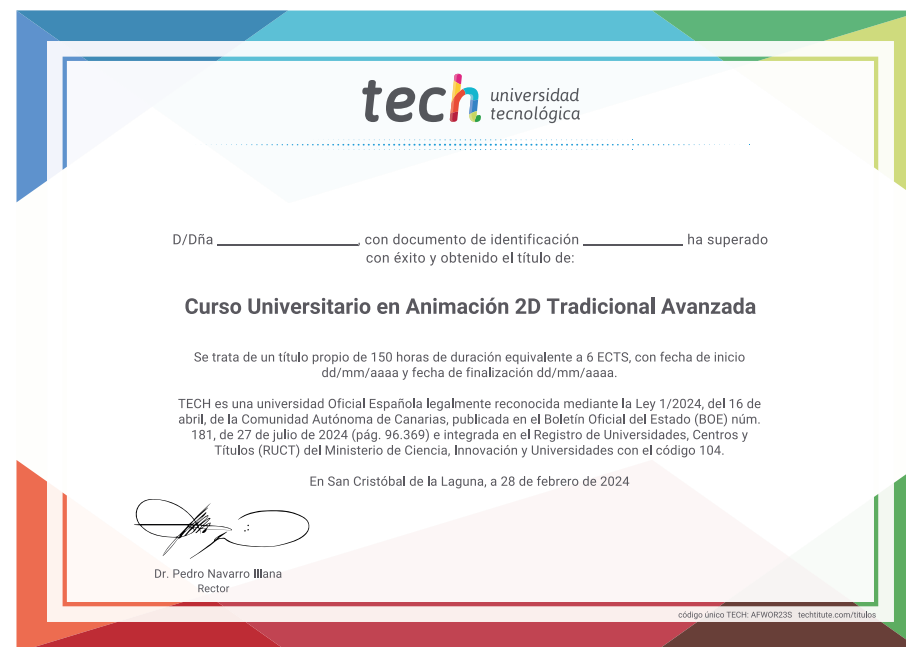 tech universidad
tecnológica
D/Dña ____________________, con documento de identificación ______________ ha superado
con éxito y obtenido el título de:
Curso Universitario en Animación 2D Tradicional Avanzada
Se trata de un título propio de 150 horas de duración equivalente a 6 ECTS, con fecha de inicio
dd/mm/aaaa y fecha de finalización dd/mm/aaaa.
TECH es una universidad Oficial Española legalmente reconocida mediante la Ley 1/2024, del 16 de
abril, de la Comunidad Autónoma de Canarias, publicada en el Boletín Oficial del Estado (BOE) núm.
181, de 27 de julio de 2024 (pág. 96.369) e integrada en el Registro de Universidades, Centros y
Títulos (RUCT) del Ministerio de Ciencia, Innovación y Universidades con el código 104.
En San Cristóbal de la Laguna, a 28 de febrero de 2024
Dr. Pedro Navarro Illana
Rector
código único TECH: AFWOR23S techtitute.com/titulos